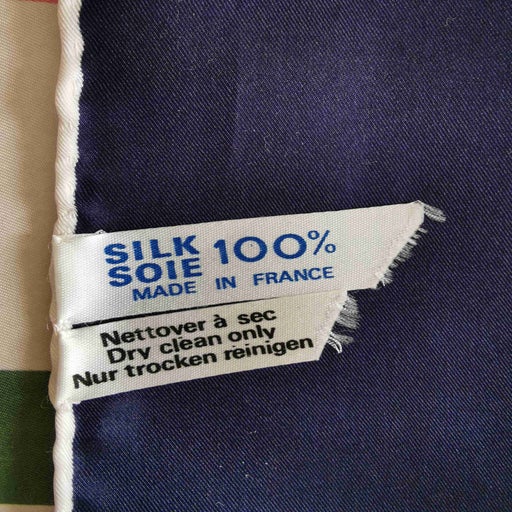 SILK
SOIE 100%
MADE IN FRANCE
Nettover à sec
Dry clean only
Nur trocken reinigen